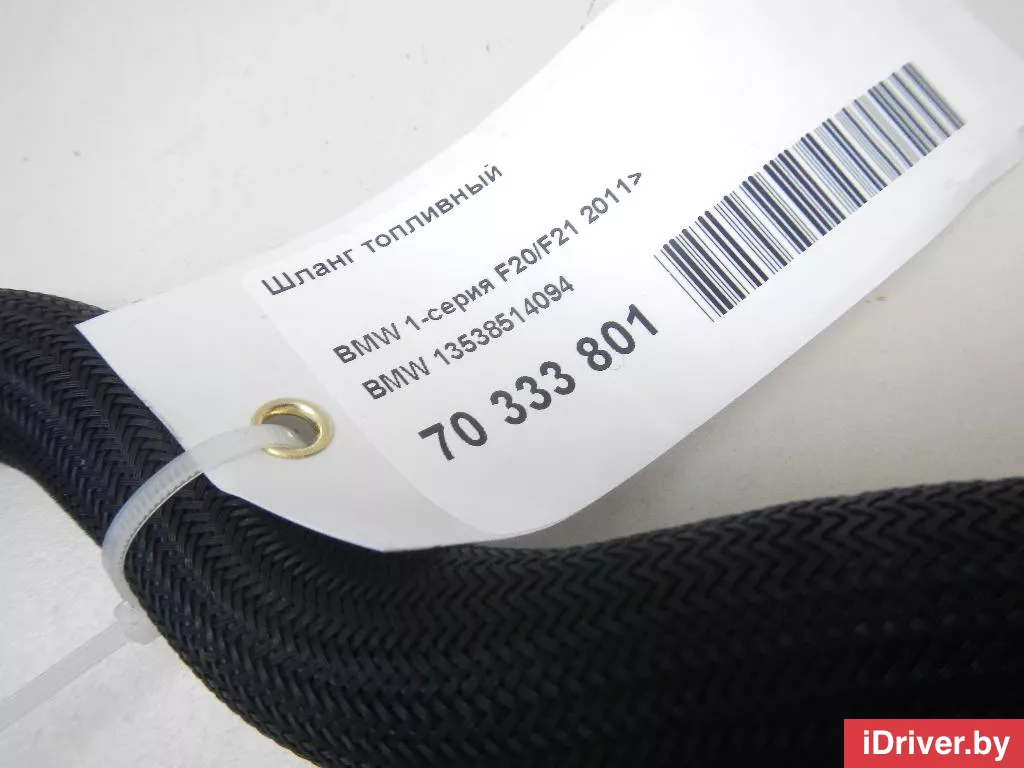 Шланг топливный
BMW 1-серия F20/F21 2011>
BMW 13538514094
70 333 801
iDriver.by